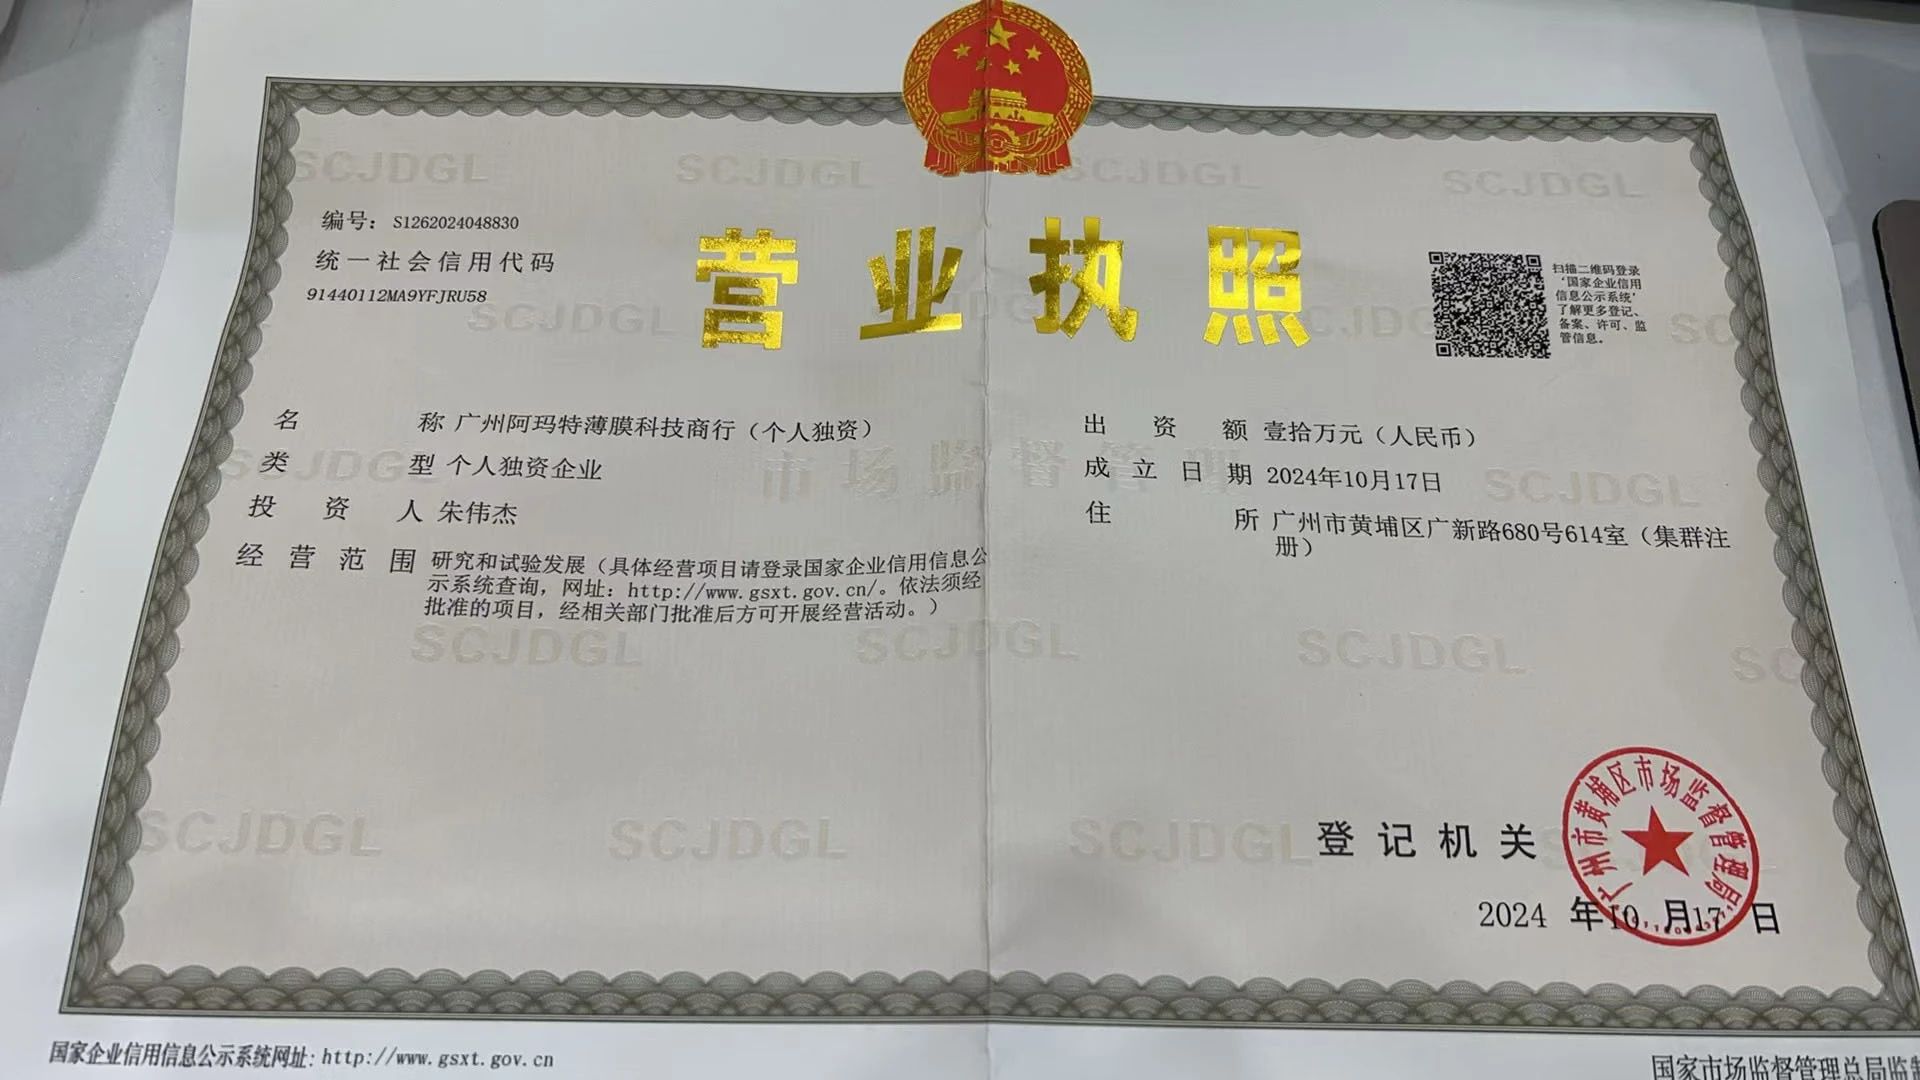 编号： S1262024048830
统一社会信用代码
91440112MA9YFJRU58
营业执照
扫描二维码登录
‘国家企业信用
信息公示系统’
了解更多登记、
备案、许可、监
管信息。
名称 广州阿玛特薄膜科技商行（个人独资）
类型 个人独资企业
投资人 朱伟杰
经营范围 研究和试验发展（具体经营项目请登录国家企业信用信息公
示系统查询，网址：http://www.gsxt.gov.cn/。依法须经
批准的项目，经相关部门批准后方可开展经营活动。）
出资额 壹拾万元（人民币）
成立日期 2024年10月17日
住所 广州市黄埔区广新路680号614室（集群注
册）
登记机关
广州市黄埔区市场监督管理局
2024 年10 月17 日
国家企业信用信息公示系统网址：http://www.gsxt.gov.cn
国家市场监督管理总局监制
SCJDGL
市场监督管理